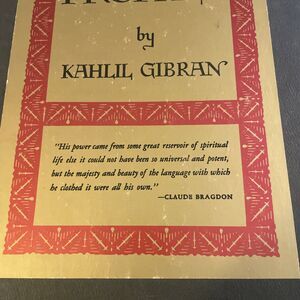 by
KAHLIL GIBRAN
"His power came from some great reservoir of spiritual
life else it could not have been so universal and potent,
but the majesty and beauty of the language with which
he clothed it were all his own."
—CLAUDE BRAGDON